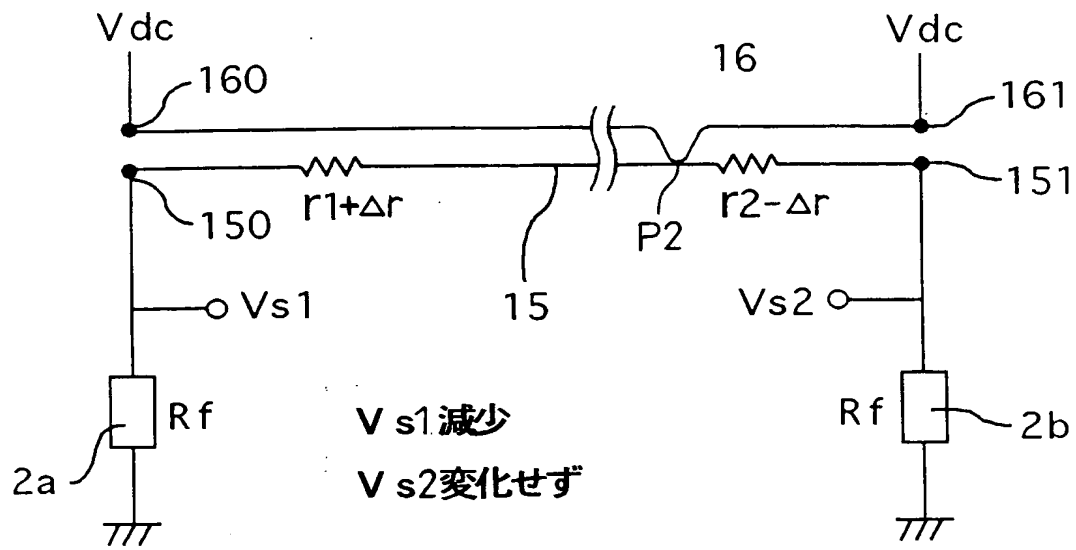 Vdc
Vdc
160
16
161
150
r1+Δr
15
P2
r2-Δr
151
Vs1
Vs2
Rf
Rf
2a
2b
Vs1減少
Vs2変化せず